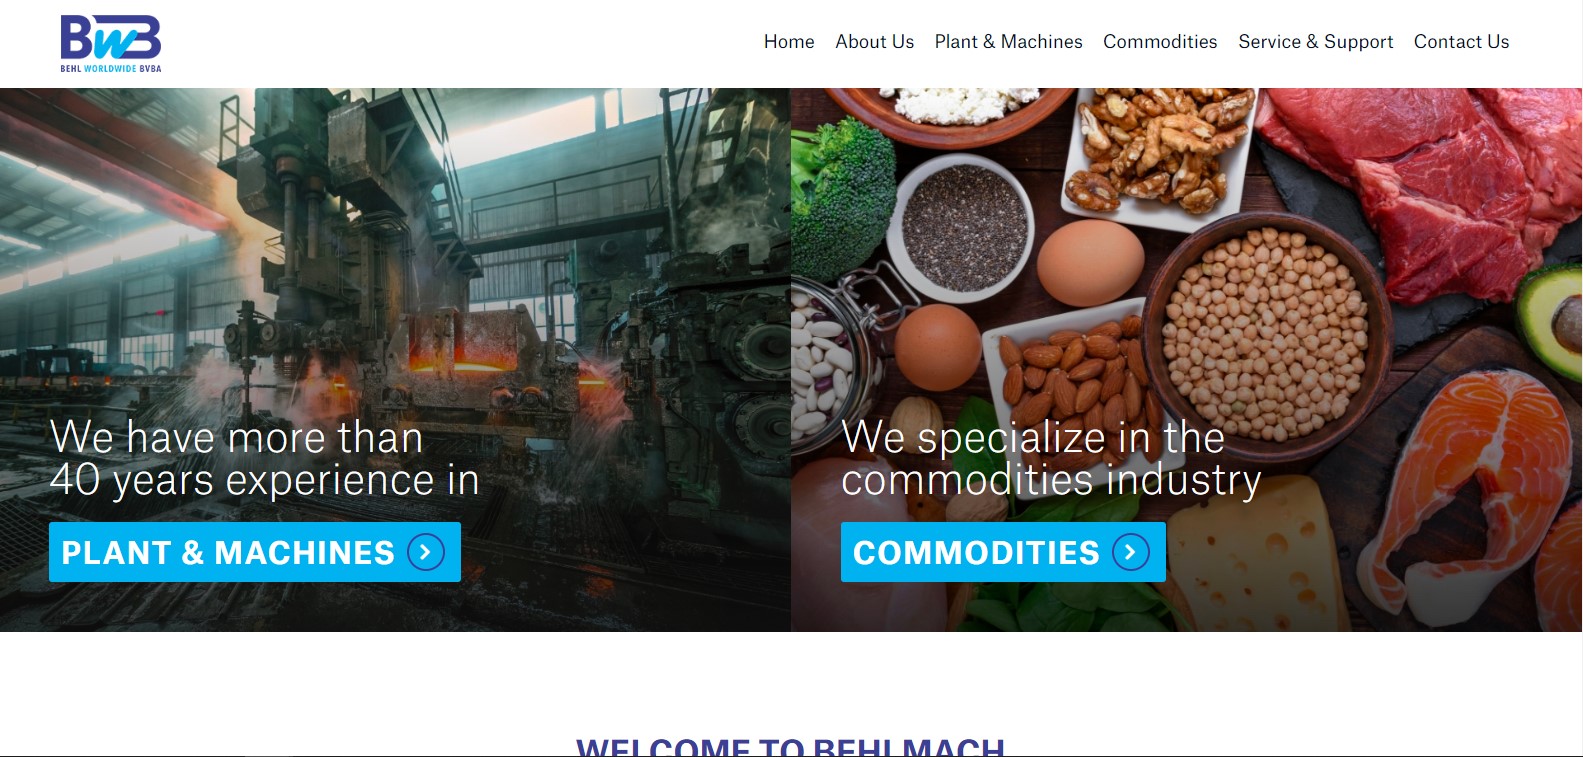 BWB
BEHL WORLDWIDE BVBA
Home About Us Plant & Machines Commodities Service & Support Contact Us
We have more than
40 years experience in
PLANT & MACHINES
We specialize in the
commodities industry
COMMODITIES
WELCOME TO BEHLMACH